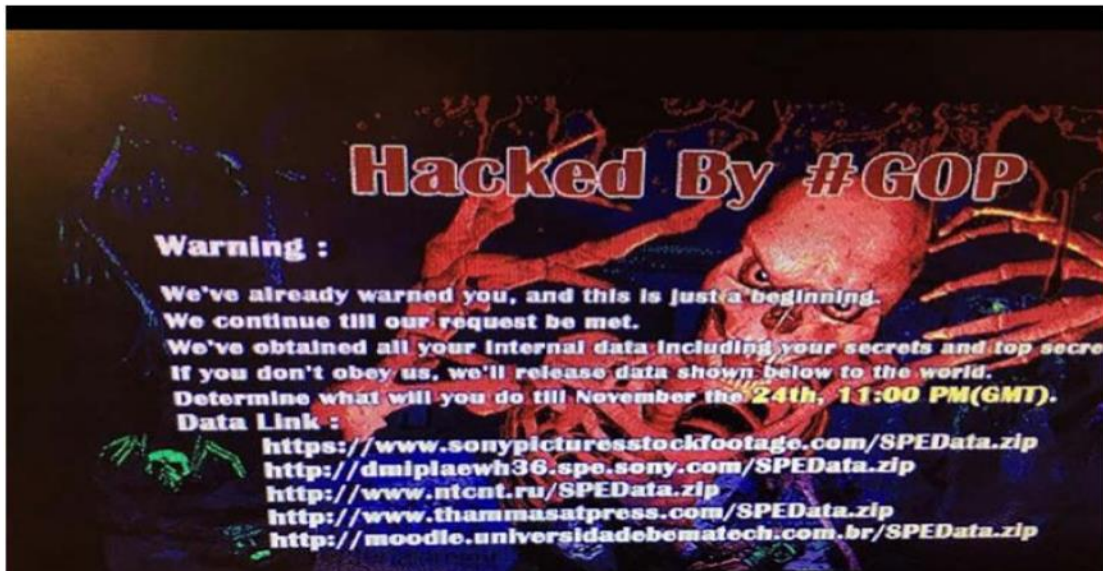 Hacked By #GOP
Warning :
We've already warned you, and this is just a beginning.
We continue till our request be met.
We've obtained all your internal data including your secrets and top secre
If you don't obey us, we'll release data shown below to the world.
Determine what will you do till November the 24th, 11:00 PM(GMT).
Data Link :
https://www.sonypicturesstockfootage.com/SPEData.zip
http://dmiplaewh36.spe.sony.com/SPEData.zip
http://www.ntcnt.ru/SPEData.zip
http://www.thammasatpress.com/SPEData.zip
http://moodle.universidadebematech.com.br/SPEData.zip